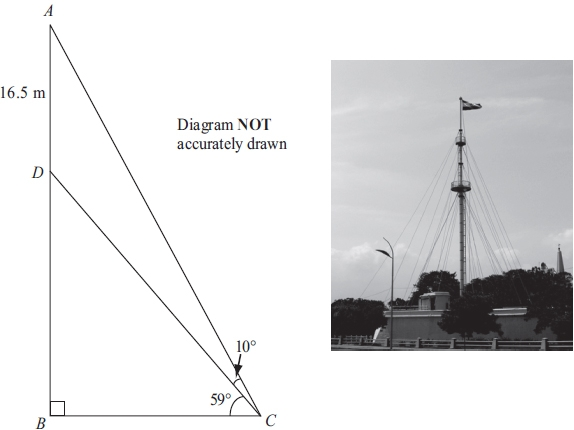 A
16.5 m
Diagram NOT
accurately drawn
D
10°
59°
B
C